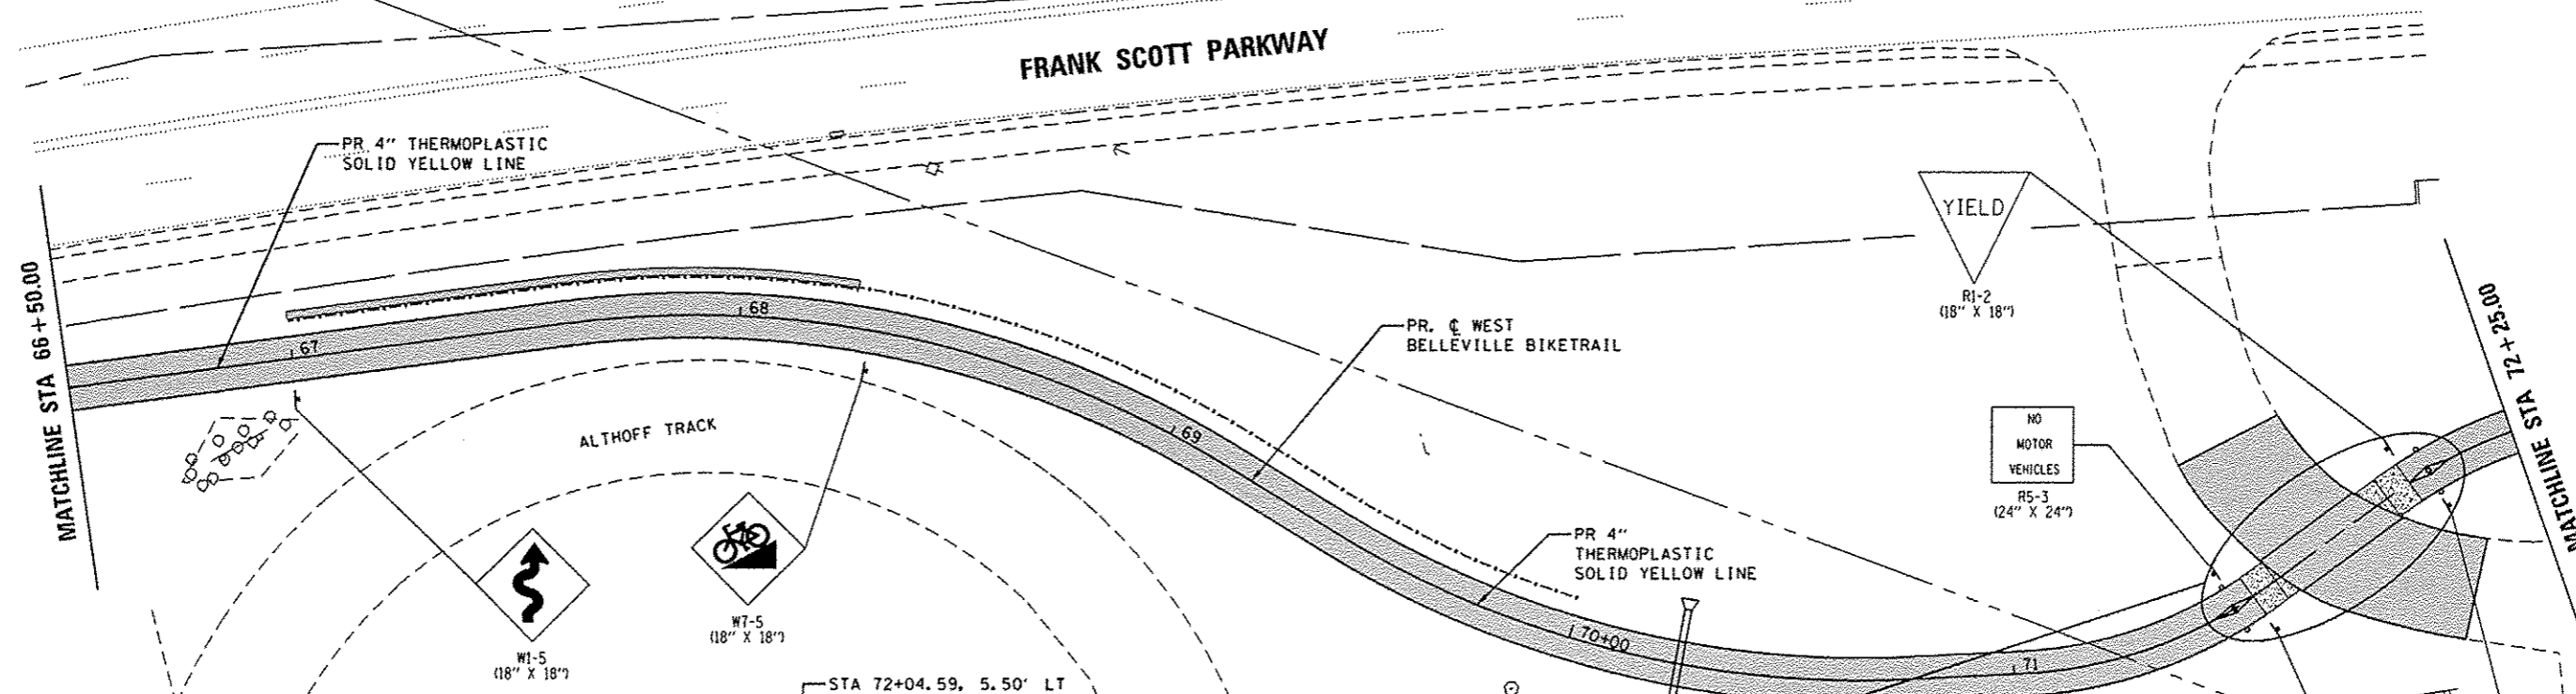 FRANK SCOTT PARKWAY
PR 4" THERMOPLASTIC
SOLID YELLOW LINE
MATCHLINE STA 66+50.00
67
68
69
70+00
71
ALTHOFF TRACK
PR. ℄ WEST
BELLEVILLE BIKETRAIL
PR 4"
THERMOPLASTIC
SOLID YELLOW LINE
YIELD
R1-2
(18" X 18")
NO
MOTOR
VEHICLES
R5-3
(24" X 24")
W1-5
(18" X 18")
W7-5
(18" X 18")
STA 72+04.59, 5.50' LT
MATCHLINE STA 72+25.00